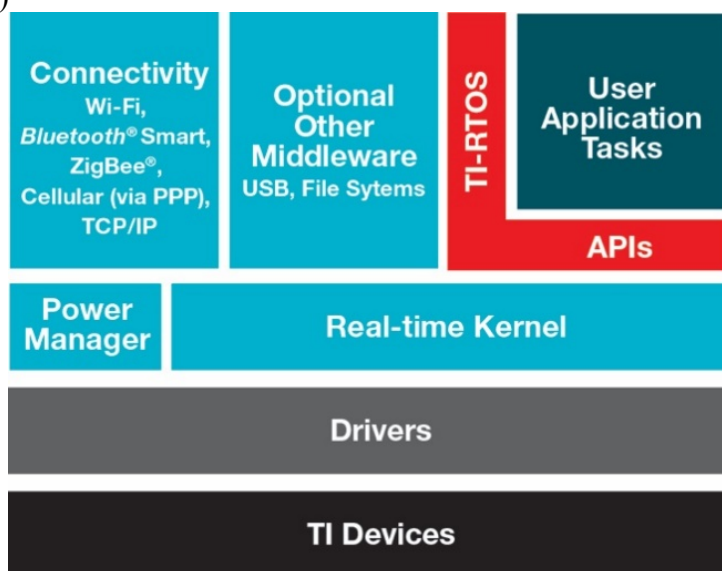 )
Connectivity
Wi-Fi,
Bluetooth® Smart,
ZigBee®,
Cellular (via PPP),
TCP/IP
Optional
Other
Middleware
USB, File Sytems
TI-RTOS
User
Application
Tasks
APIs
Power
Manager
Real-time Kernel
Drivers
TI Devices